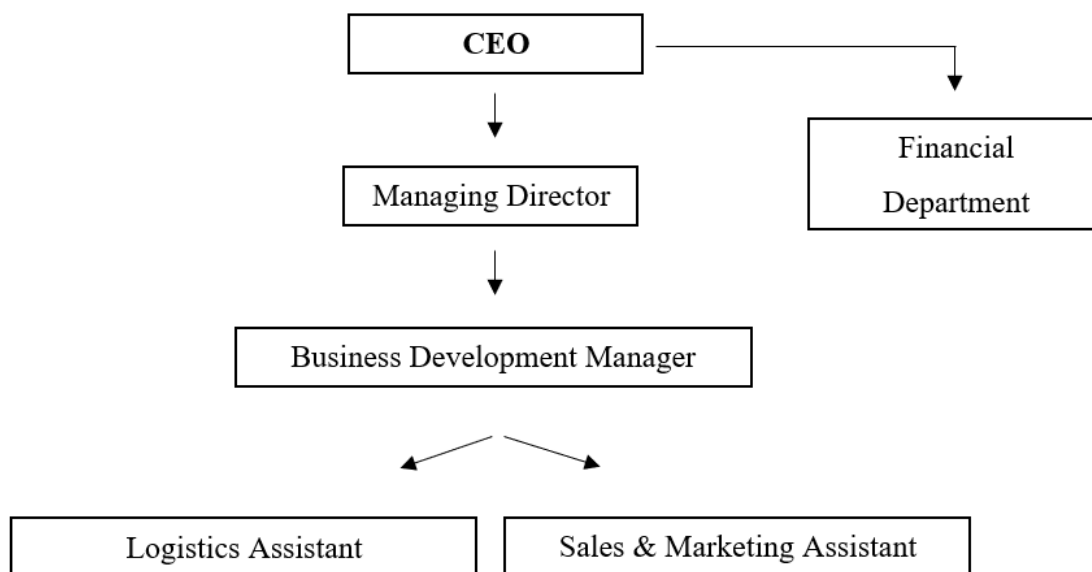 CEO
Financial
Department
Managing Director
Business Development Manager
Logistics Assistant
Sales & Marketing Assistant